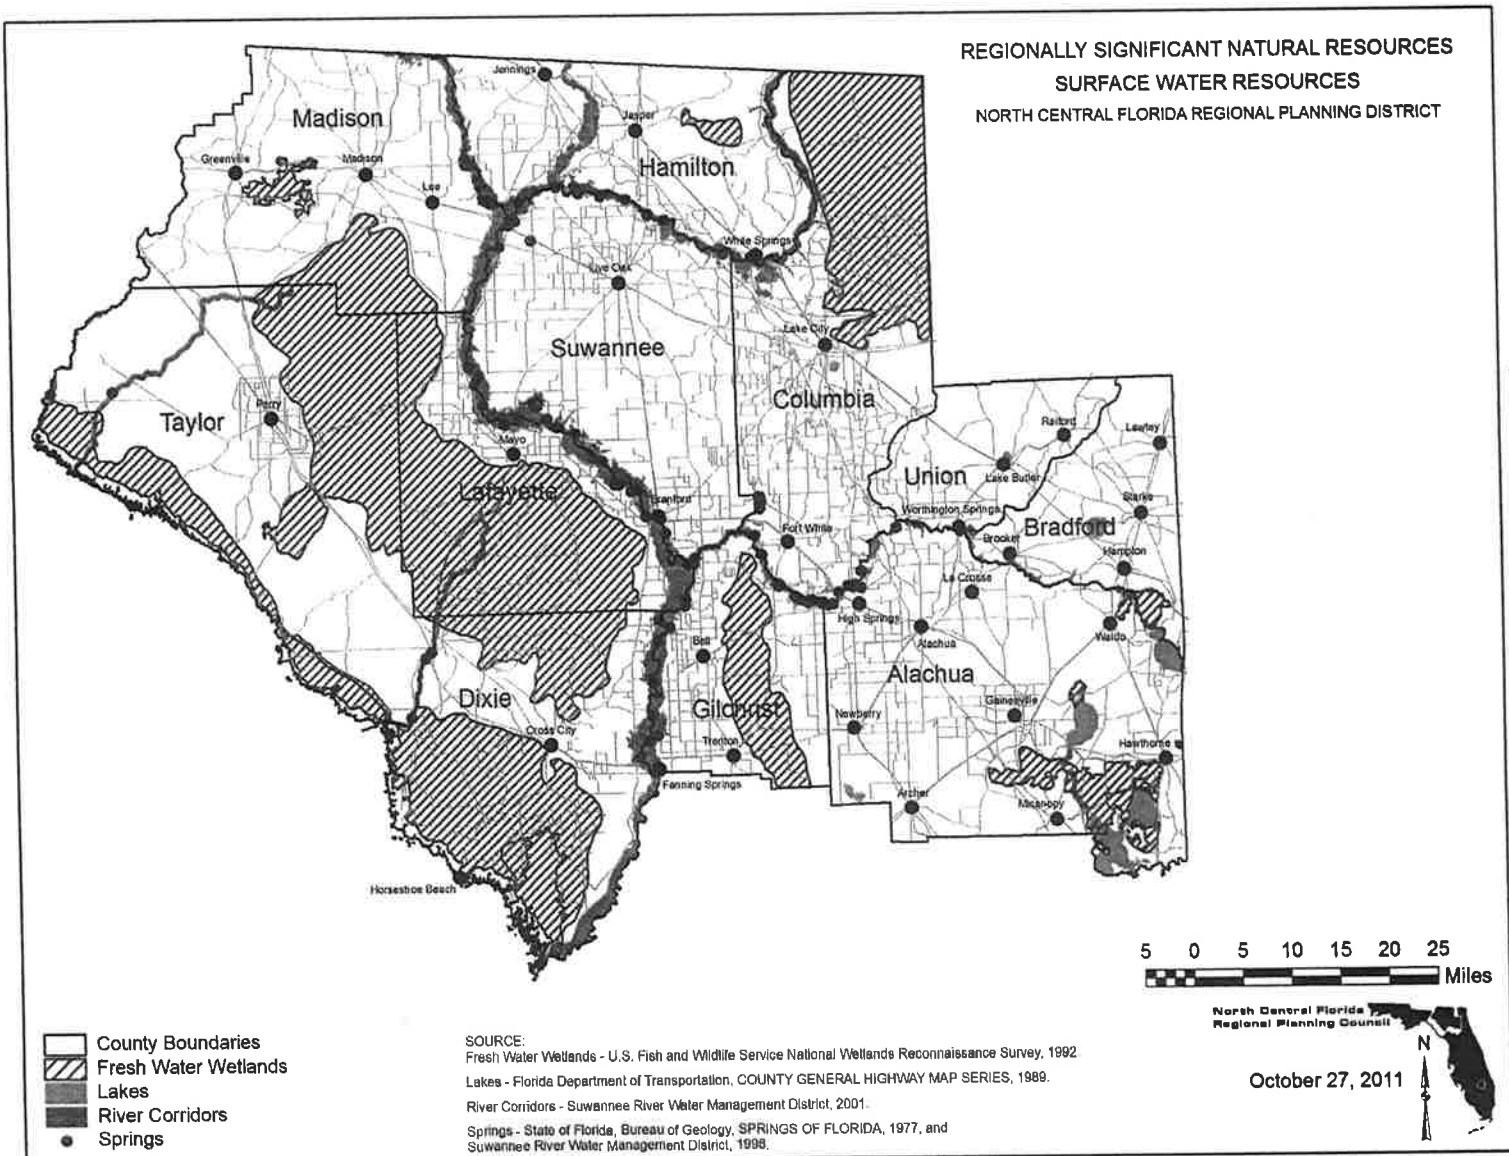 REGIONALLY SIGNIFICANT NATURAL RESOURCES
SURFACE WATER RESOURCES
NORTH CENTRAL FLORIDA REGIONAL PLANNING DISTRICT
Jennings
Madison
Jasper
Hamilton
Greenville
Madison
Lee
White Springs
Live Oak
Lake City
Suwannee
Columbia
Taylor
Perry
Mayo
Raiford
Lawtey
Union
Lake Butler
Lafayette
Branford
Worthington Springs
Starke
Fort White
Bradford
Brooker
Hampton
La Crosse
High Springs
Alachua
Waldo
Bell
Alachua
Dixie
Gilchrist
Newberry
Gainesville
Cross City
Trenton
Hawthorne
Fanning Springs
Archer
Micanopy
Horseshoe Beach
5 0 5 10 15 20 25
Miles
North Central Florida
Regional Planning Council
N
October 27, 2011
County Boundaries
Fresh Water Wetlands
Lakes
River Corridors
Springs
SOURCE:
Fresh Water Wetlands - U.S. Fish and Wildlife Service National Wetlands Reconnaissance Survey, 1992.
Lakes - Florida Department of Transportation, COUNTY GENERAL HIGHWAY MAP SERIES, 1989.
River Corridors - Suwannee River Water Management District, 2001.
Springs - State of Florida, Bureau of Geology, SPRINGS OF FLORIDA, 1977, and
Suwannee River Water Management District, 1998.